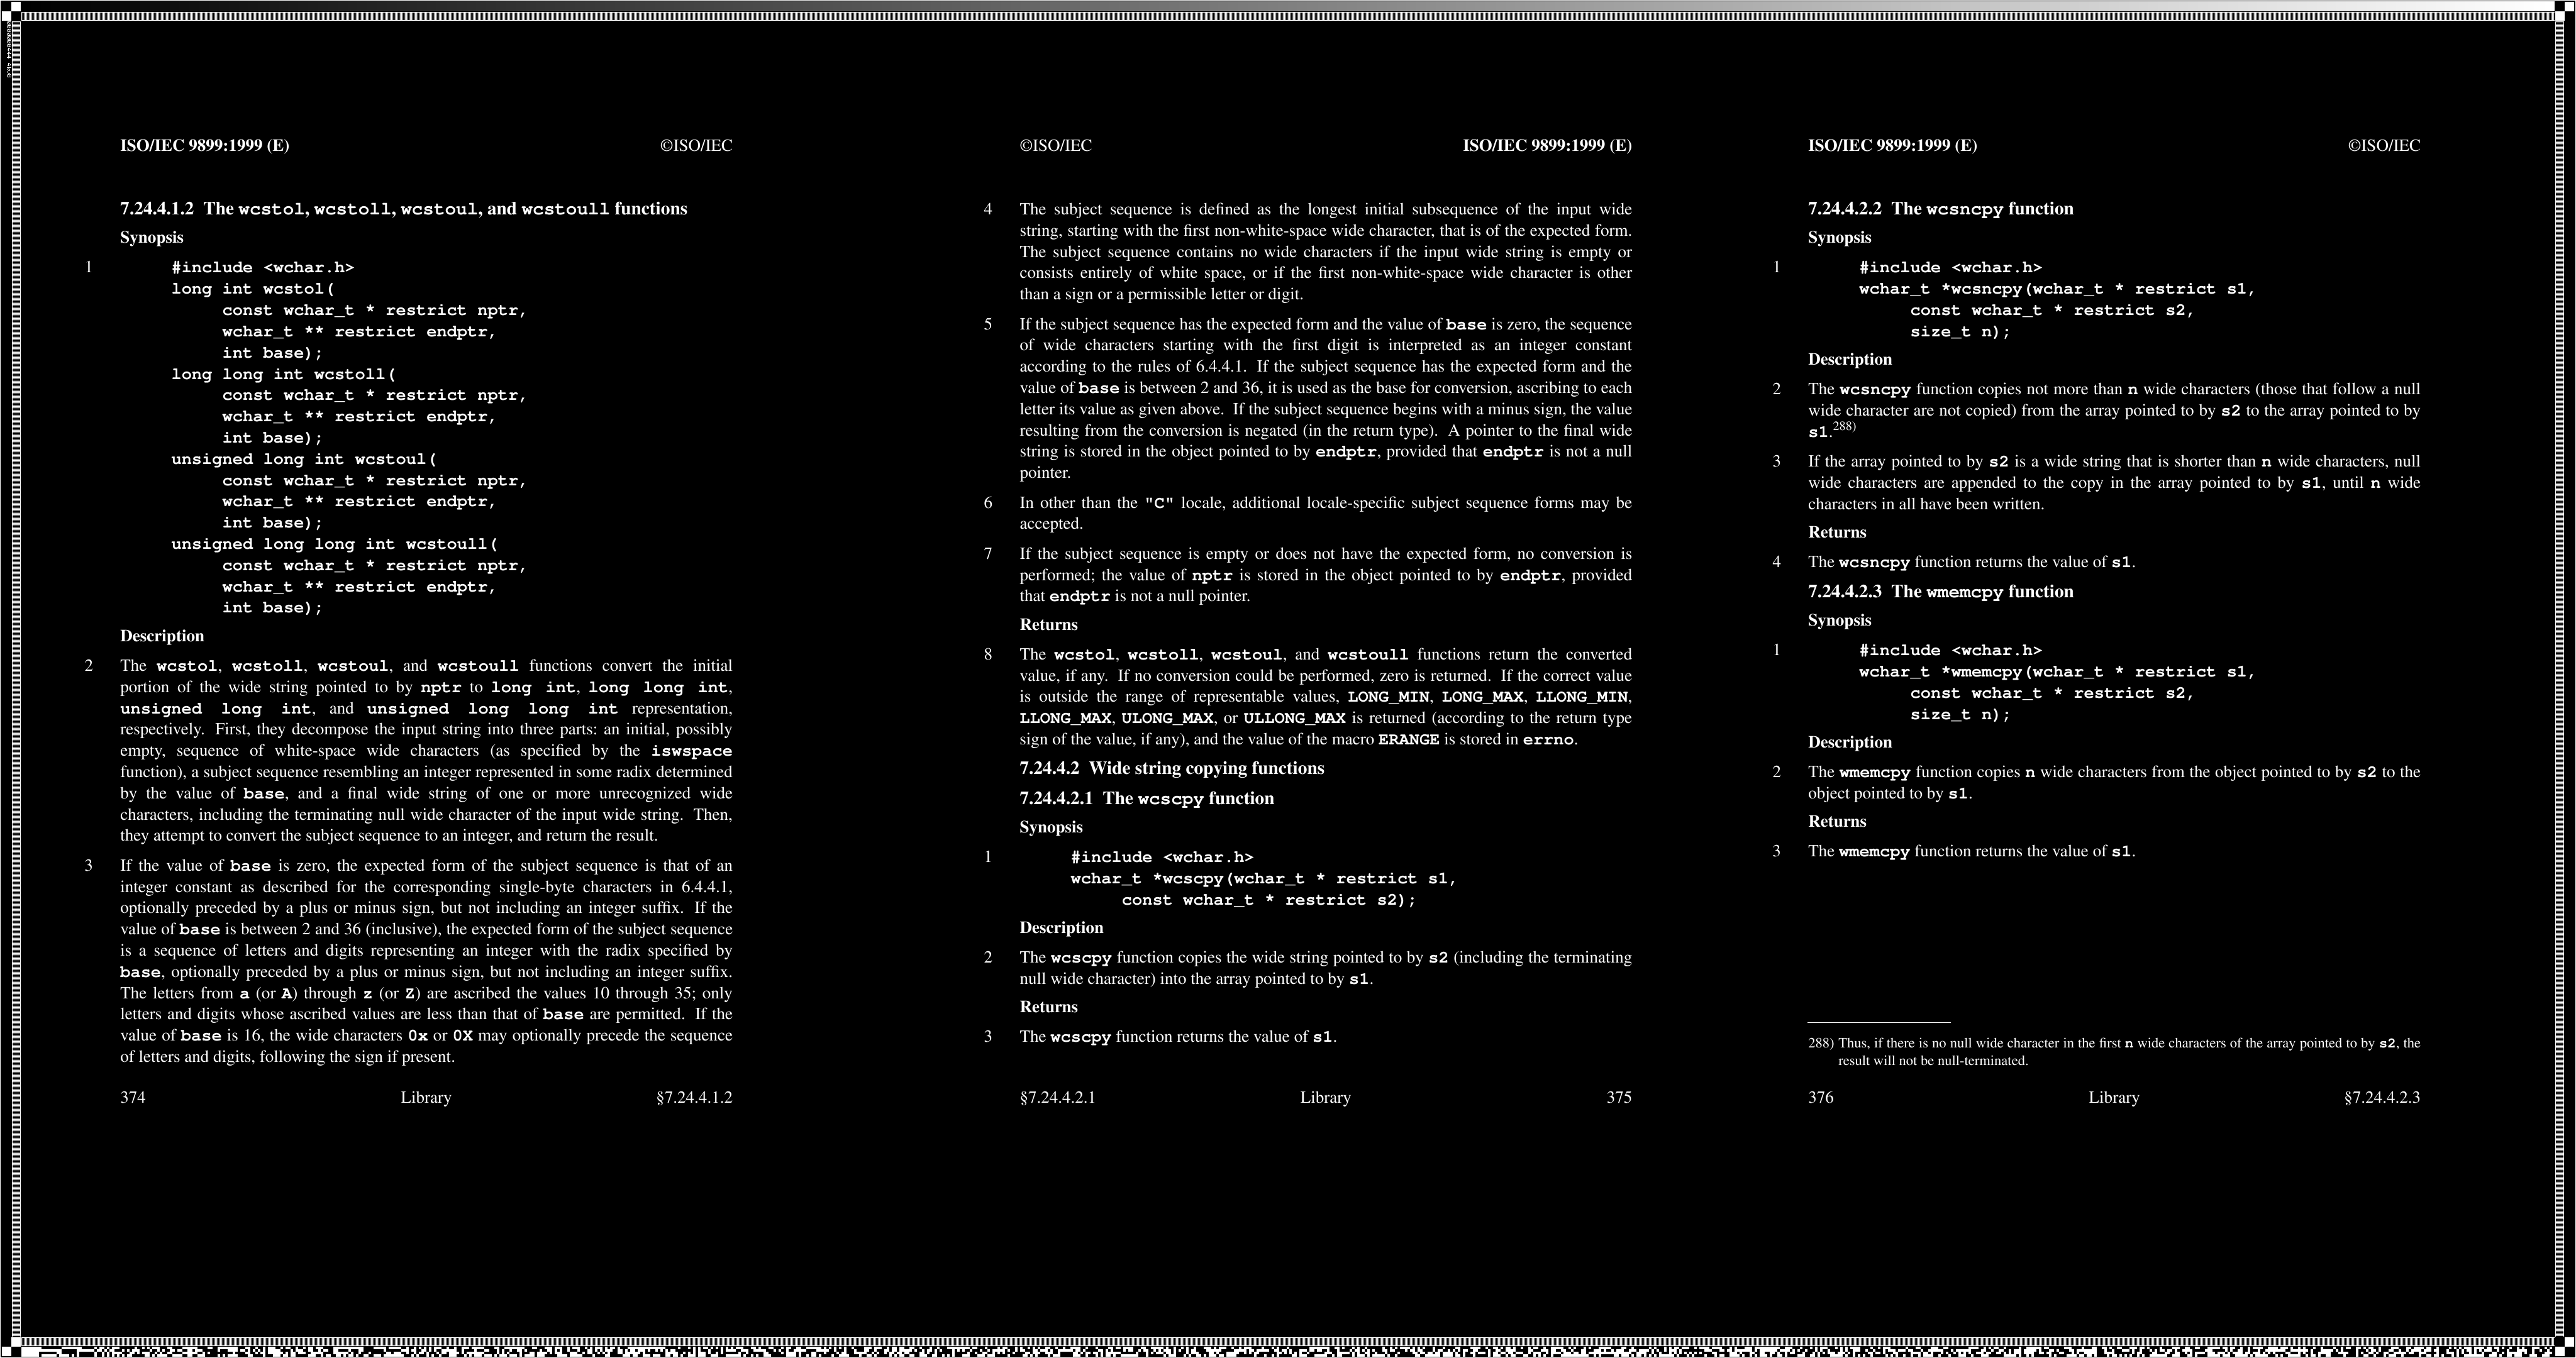 ISO/IEC 9899:1999 (E) ©ISO/IEC
7.24.4.1.2 The wcstol, wcstoll, wcstoul, and wcstoull functions
Synopsis
1 #include <wchar.h>
long int wcstol(
const wchar_t * restrict nptr,
wchar_t ** restrict endptr,
int base);
long long int wcstoll(
const wchar_t * restrict nptr,
wchar_t ** restrict endptr,
int base);
unsigned long int wcstoul(
const wchar_t * restrict nptr,
wchar_t ** restrict endptr,
int base);
unsigned long long int wcstoull(
const wchar_t * restrict nptr,
wchar_t ** restrict endptr,
int base);
Description
2 The wcstol, wcstoll, wcstoul, and wcstoull functions convert the initial
portion of the wide string pointed to by nptr to long int, long long int,
unsigned long int, and unsigned long long int representation,
respectively. First, they decompose the input string into three parts: an initial, possibly
empty, sequence of white-space wide characters (as specified by the iswspace
function), a subject sequence resembling an integer represented in some radix determined
by the value of base, and a final wide string of one or more unrecognized wide
characters, including the terminating null wide character of the input wide string. Then,
they attempt to convert the subject sequence to an integer, and return the result.
3 If the value of base is zero, the expected form of the subject sequence is that of an
integer constant as described for the corresponding single-byte characters in 6.4.4.1,
optionally preceded by a plus or minus sign, but not including an integer suffix. If the
value of base is between 2 and 36 (inclusive), the expected form of the subject sequence
is a sequence of letters and digits representing an integer with the radix specified by
base, optionally preceded by a plus or minus sign, but not including an integer suffix.
The letters from a (or A) through z (or Z) are ascribed the values 10 through 35; only
letters and digits whose ascribed values are less than that of base are permitted. If the
value of base is 16, the wide characters 0x or 0X may optionally precede the sequence
of letters and digits, following the sign if present.
374 Library §7.24.4.1.2
©ISO/IEC ISO/IEC 9899:1999 (E)
4 The subject sequence is defined as the longest initial subsequence of the input wide
string, starting with the first non-white-space wide character, that is of the expected form.
The subject sequence contains no wide characters if the input wide string is empty or
consists entirely of white space, or if the first non-white-space wide character is other
than a sign or a permissible letter or digit.
5 If the subject sequence has the expected form and the value of base is zero, the sequence
of wide characters starting with the first digit is interpreted as an integer constant
according to the rules of 6.4.4.1. If the subject sequence has the expected form and the
value of base is between 2 and 36, it is used as the base for conversion, ascribing to each
letter its value as given above. If the subject sequence begins with a minus sign, the value
resulting from the conversion is negated (in the return type). A pointer to the final wide
string is stored in the object pointed to by endptr, provided that endptr is not a null
pointer.
6 In other than the "C" locale, additional locale-specific subject sequence forms may be
accepted.
7 If the subject sequence is empty or does not have the expected form, no conversion is
performed; the value of nptr is stored in the object pointed to by endptr, provided
that endptr is not a null pointer.
Returns
8 The wcstol, wcstoll, wcstoul, and wcstoull functions return the converted
value, if any. If no conversion could be performed, zero is returned. If the correct value
is outside the range of representable values, LONG_MIN, LONG_MAX, LLONG_MIN,
LLONG_MAX, ULONG_MAX, or ULLONG_MAX is returned (according to the return type
sign of the value, if any), and the value of the macro ERANGE is stored in errno.
7.24.4.2 Wide string copying functions
7.24.4.2.1 The wcscpy function
Synopsis
1 #include <wchar.h>
wchar_t *wcscpy(wchar_t * restrict s1,
const wchar_t * restrict s2);
Description
2 The wcscpy function copies the wide string pointed to by s2 (including the terminating
null wide character) into the array pointed to by s1.
Returns
3 The wcscpy function returns the value of s1.
§7.24.4.2.1 Library 375
ISO/IEC 9899:1999 (E) ©ISO/IEC
7.24.4.2.2 The wcsncpy function
Synopsis
1 #include <wchar.h>
wchar_t *wcsncpy(wchar_t * restrict s1,
const wchar_t * restrict s2,
size_t n);
Description
2 The wcsncpy function copies not more than n wide characters (those that follow a null
wide character are not copied) from the array pointed to by s2 to the array pointed to by
s1.288)
3 If the array pointed to by s2 is a wide string that is shorter than n wide characters, null
wide characters are appended to the copy in the array pointed to by s1, until n wide
characters in all have been written.
Returns
4 The wcsncpy function returns the value of s1.
7.24.4.2.3 The wmemcpy function
Synopsis
1 #include <wchar.h>
wchar_t *wmemcpy(wchar_t * restrict s1,
const wchar_t * restrict s2,
size_t n);
Description
2 The wmemcpy function copies n wide characters from the object pointed to by s2 to the
object pointed to by s1.
Returns
3 The wmemcpy function returns the value of s1.
288) Thus, if there is no null wide character in the first n wide characters of the array pointed to by s2, the
result will not be null-terminated.
376 Library §7.24.4.2.3